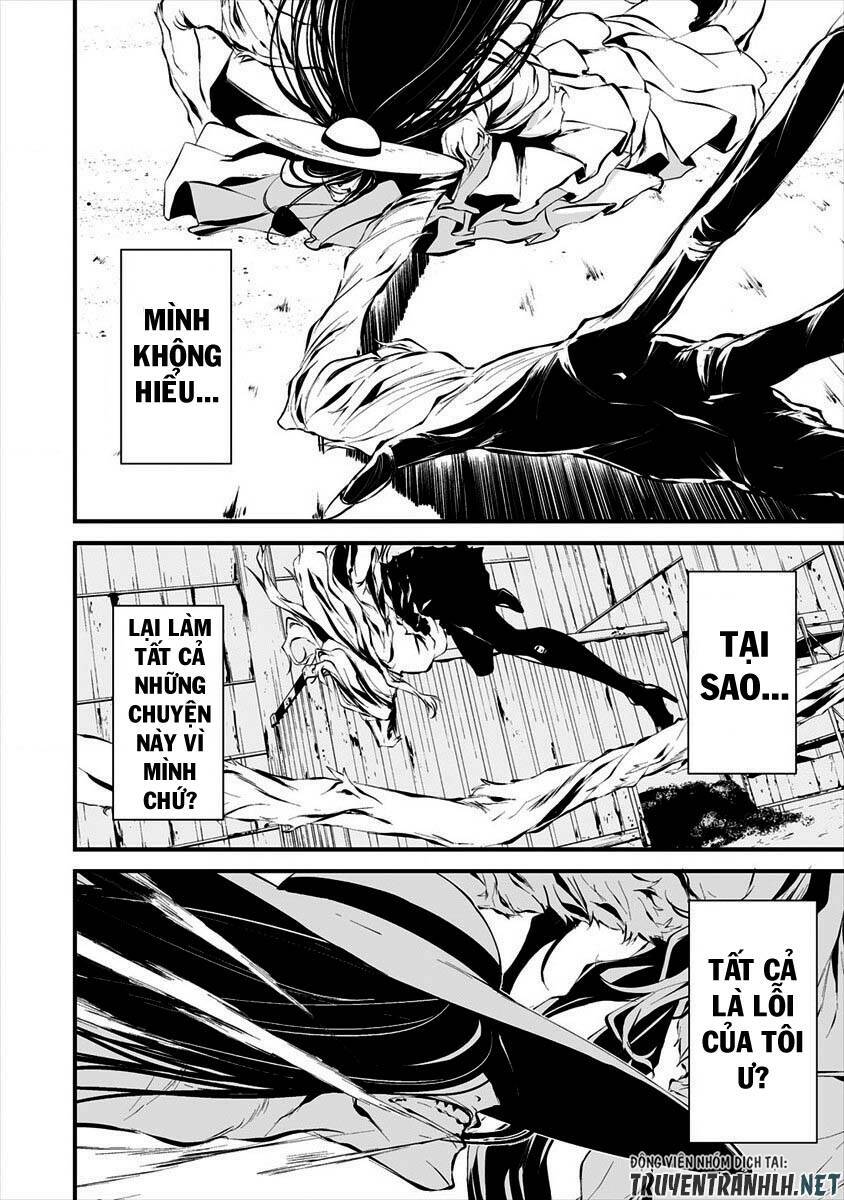 MÌNH
KHÔNG
HIỂU...
TẠI
SAO...
LẠI LÀM
TẤT CẢ
NHỮNG
CHUYỆN
NÀY VÌ
MÌNH
CHỨ?
TẤT CẢ
LÀ LỖI
CỦA TÔI
Ư?
ĐỘNG VIÊN NHÓM DỊCH TẠI:
TRUYENTRANHLH.NET